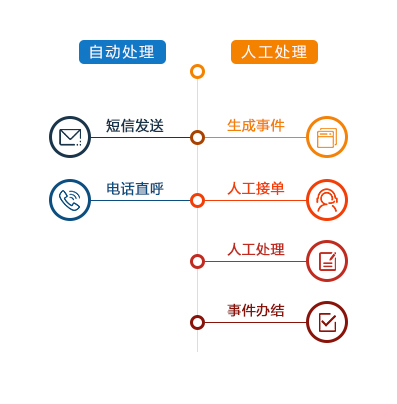 自动处理
人工处理
短信发送
生成事件
电话直呼
人工接单
人工处理
事件办结